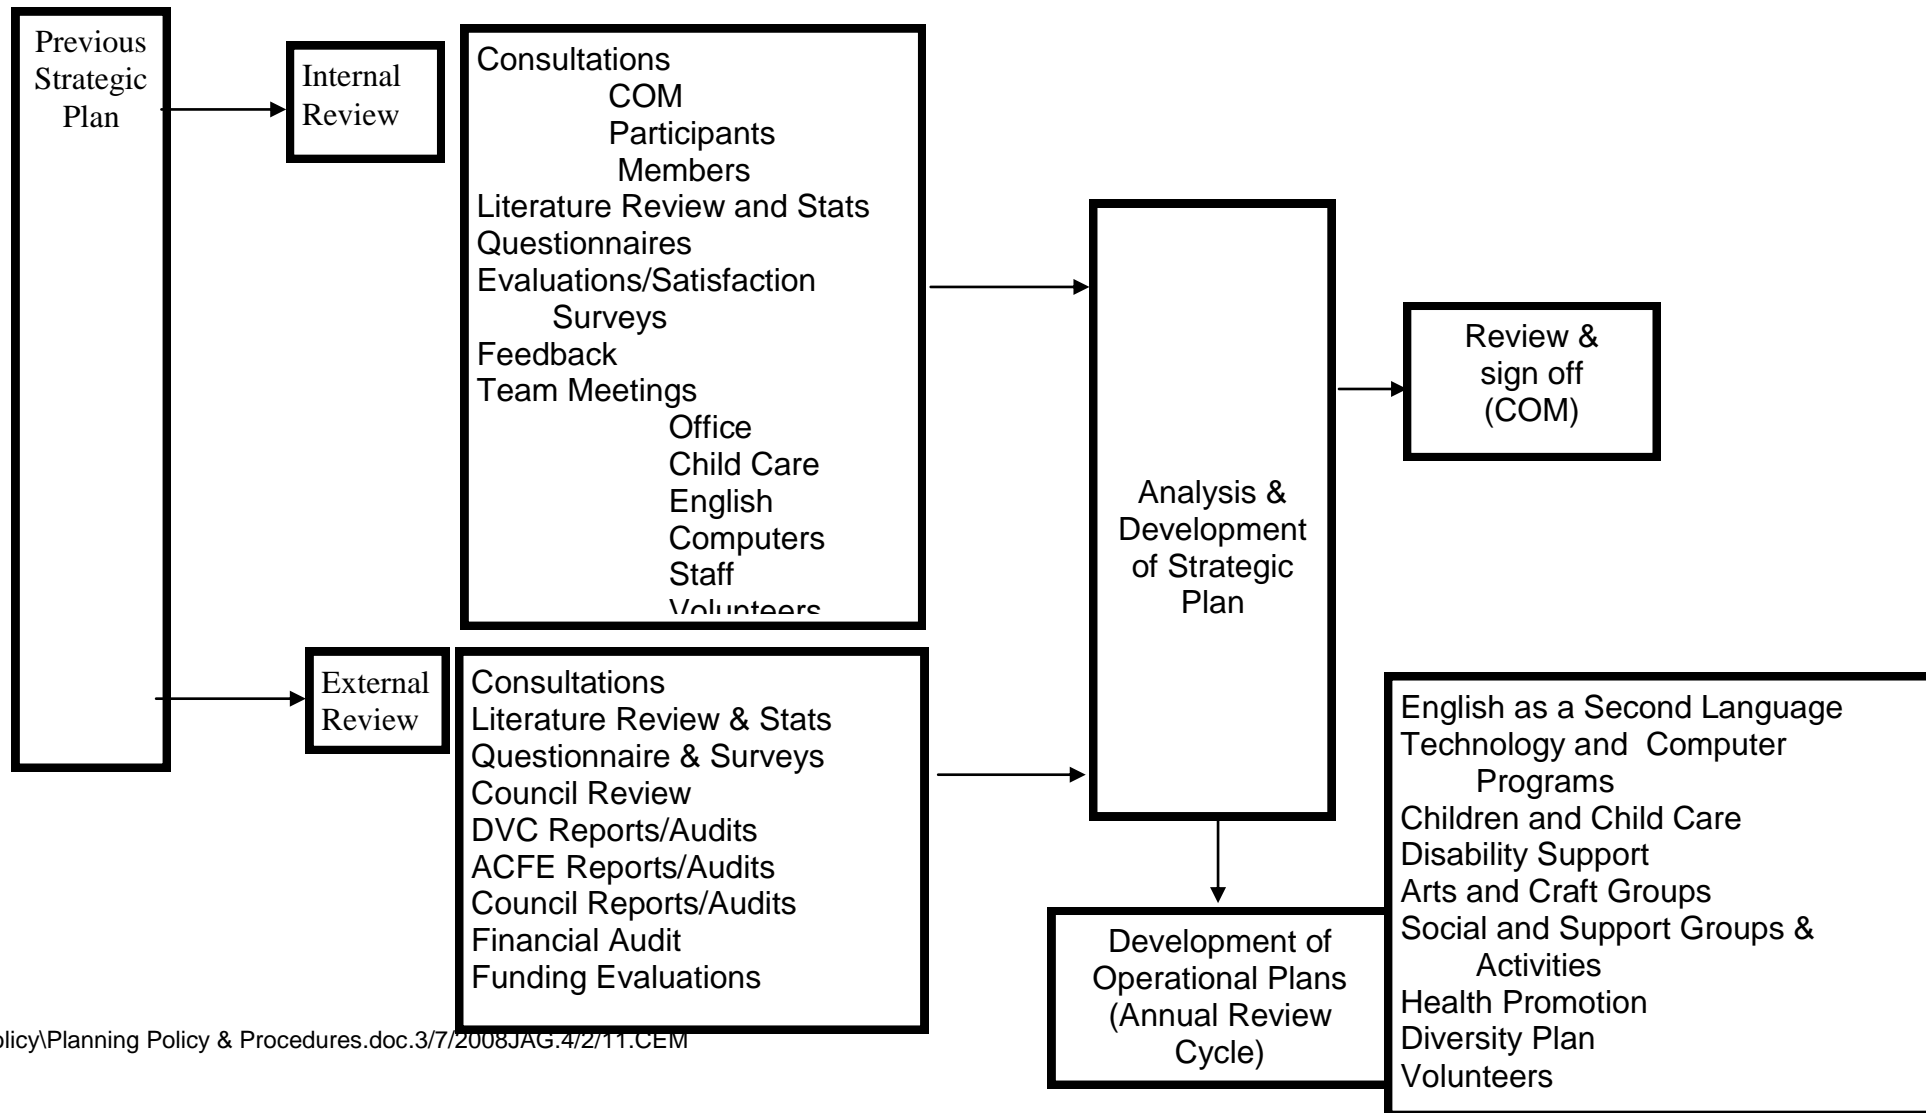 Previous
Strategic
Plan
Internal
Review
Consultations
COM
Participants
Members
Literature Review and Stats
Questionnaires
Evaluations/Satisfaction
Surveys
Feedback
Team Meetings
Office
Child Care
English
Computers
Staff
Volunteers
External
Review
Consultations
Literature Review & Stats
Questionnaire & Surveys
Council Review
DVC Reports/Audits
ACFE Reports/Audits
Council Reports/Audits
Financial Audit
Funding Evaluations
Analysis &
Development
of Strategic
Plan
Review &
sign off
(COM)
Development of
Operational Plans
(Annual Review
Cycle)
English as a Second Language
Technology and  Computer
Programs
Children and Child Care
Disability Support
Arts and Craft Groups
Social and Support Groups &
Activities
Health Promotion
Diversity Plan
Volunteers
olicy\Planning Policy & Procedures.doc.3/7/2008JAG.4/2/11.CEM